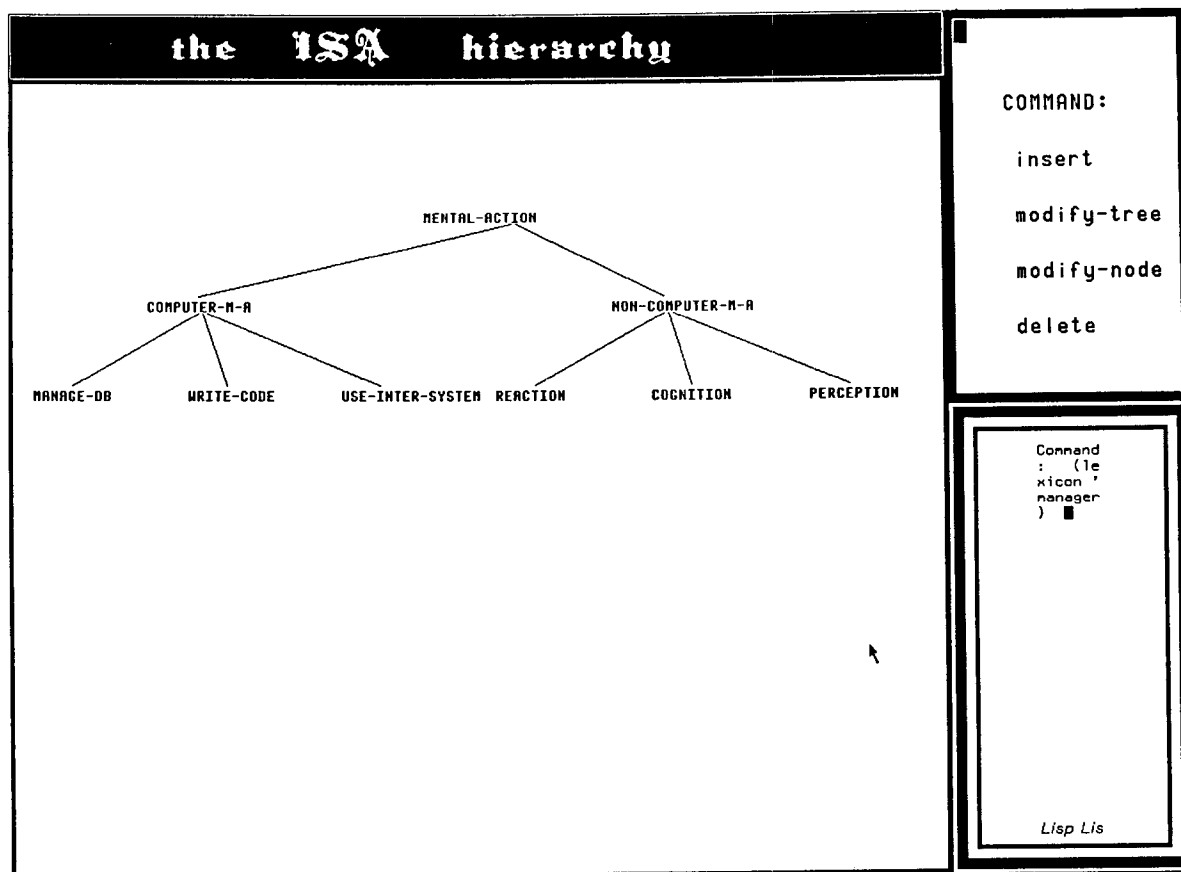 the ISA hierarchy
MENTAL-ACTION
COMPUTER-M-A NON-COMPUTER-M-A
MANAGE-DB WRITE-CODE USE-INTER-SYSTEM REACTION COGNITION PERCEPTION
COMMAND:
insert
modify-tree
modify-node
delete
Command
: (le
xicon '
manager
)
Lisp Lis